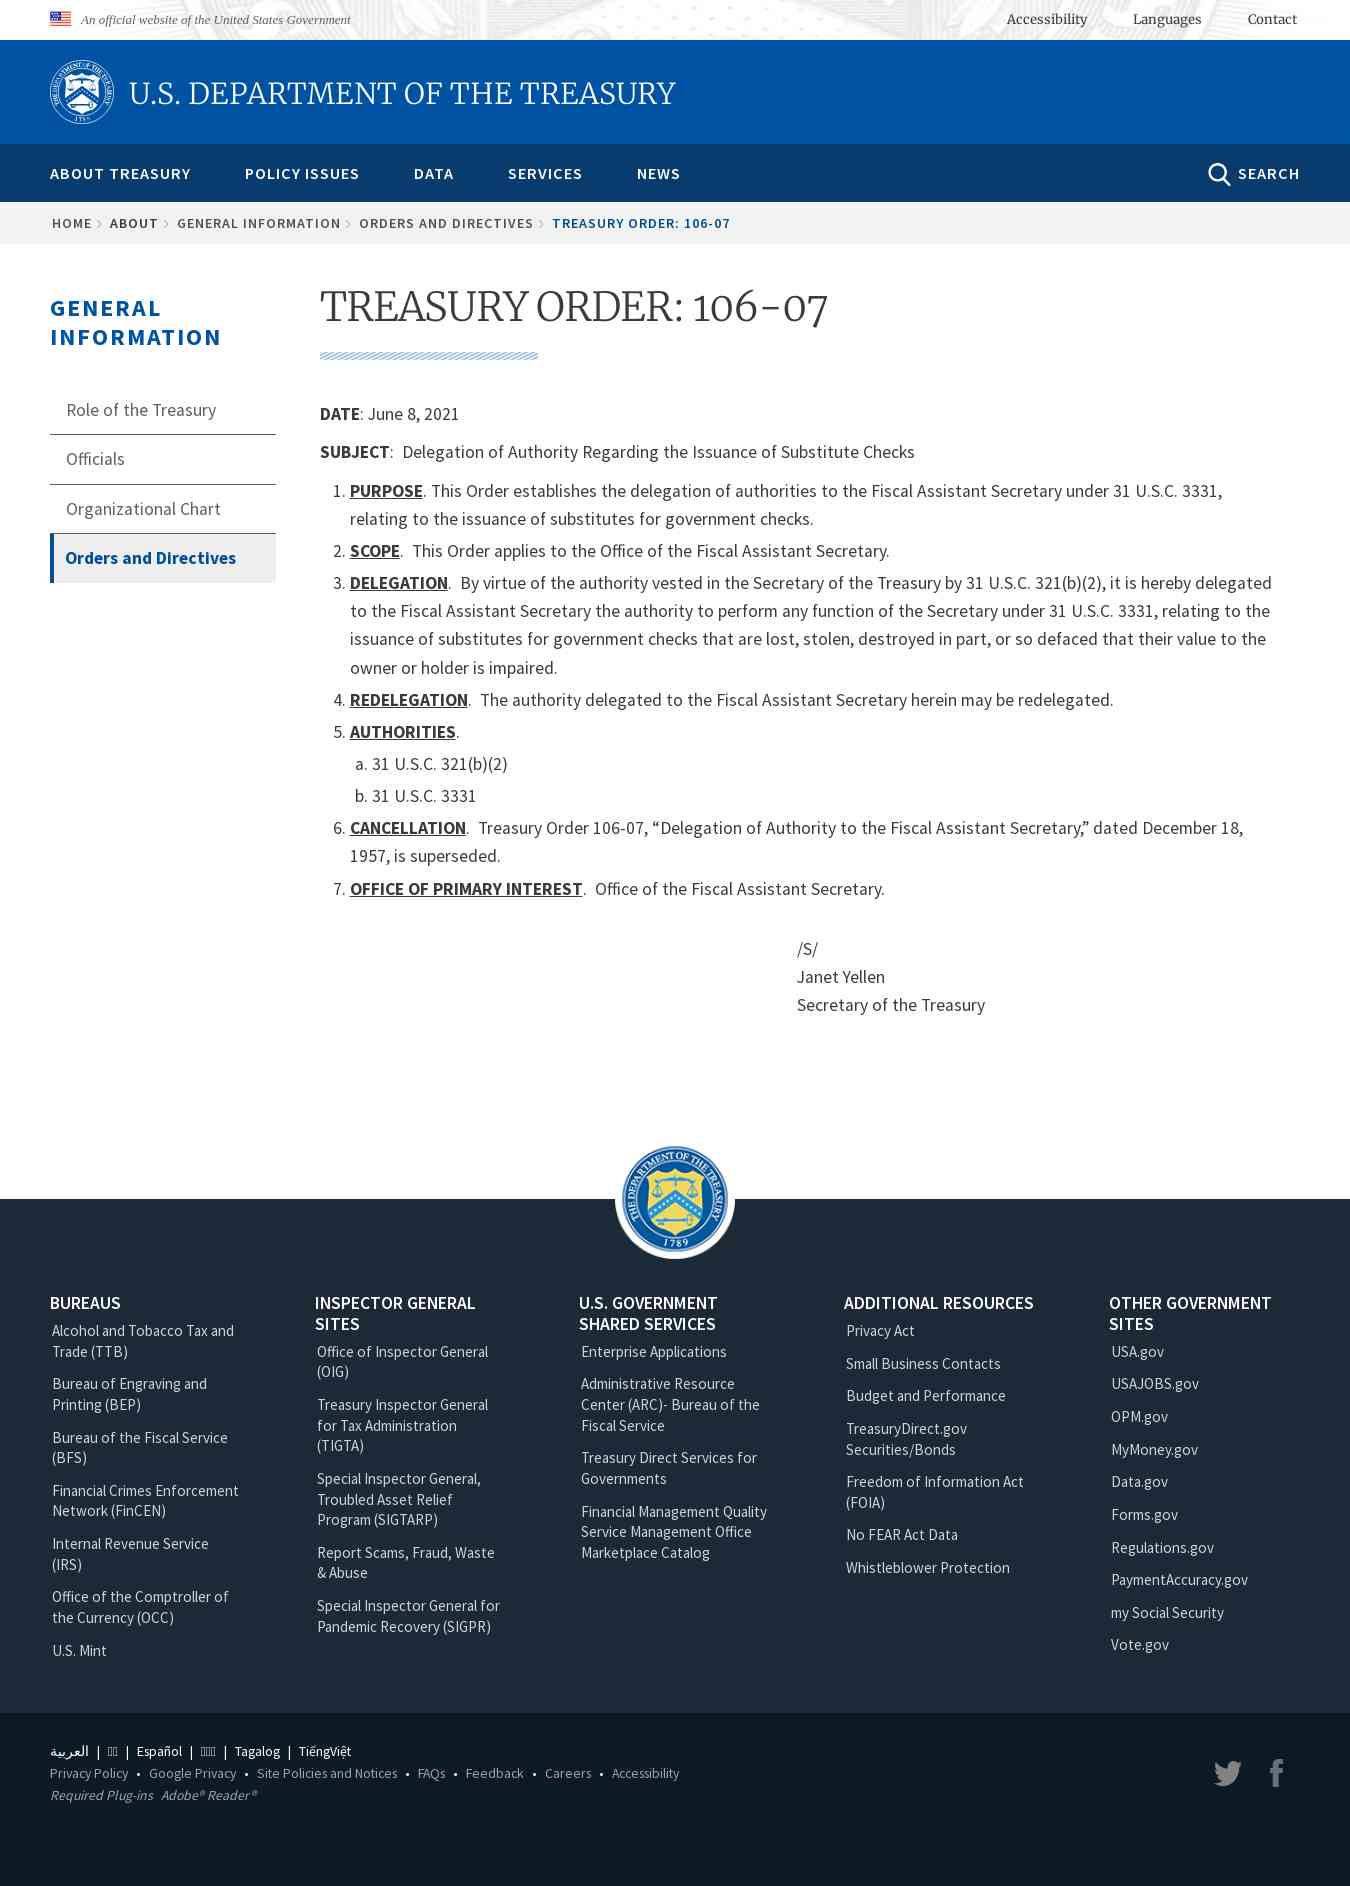 An official website of the United States Government
Accessibility
Languages
Contact
U.S. DEPARTMENT OF THE TREASURY
ABOUT TREASURY
POLICY ISSUES
DATA
SERVICES
NEWS
SEARCH
HOME
ABOUT
GENERAL INFORMATION
ORDERS AND DIRECTIVES
TREASURY ORDER: 106-07
GENERAL
INFORMATION
Role of the Treasury
Officials
Organizational Chart
Orders and Directives
TREASURY ORDER: 106-07
DATE: June 8, 2021
SUBJECT:  Delegation of Authority Regarding the Issuance of Substitute Checks
1. PURPOSE. This Order establishes the delegation of authorities to the Fiscal Assistant Secretary under 31 U.S.C. 3331,
relating to the issuance of substitutes for government checks.
2. SCOPE.  This Order applies to the Office of the Fiscal Assistant Secretary.
3. DELEGATION.  By virtue of the authority vested in the Secretary of the Treasury by 31 U.S.C. 321(b)(2), it is hereby delegated
to the Fiscal Assistant Secretary the authority to perform any function of the Secretary under 31 U.S.C. 3331, relating to the
issuance of substitutes for government checks that are lost, stolen, destroyed in part, or so defaced that their value to the
owner or holder is impaired.
4. REDELEGATION.  The authority delegated to the Fiscal Assistant Secretary herein may be redelegated.
5. AUTHORITIES.
a. 31 U.S.C. 321(b)(2)
b. 31 U.S.C. 3331
6. CANCELLATION.  Treasury Order 106-07, “Delegation of Authority to the Fiscal Assistant Secretary,” dated December 18,
1957, is superseded.
7. OFFICE OF PRIMARY INTEREST.  Office of the Fiscal Assistant Secretary.
/S/
Janet Yellen
Secretary of the Treasury
THE DEPARTMENT OF THE TREASURY
1789
BUREAUS
Alcohol and Tobacco Tax and
Trade (TTB)
Bureau of Engraving and
Printing (BEP)
Bureau of the Fiscal Service
(BFS)
Financial Crimes Enforcement
Network (FinCEN)
Internal Revenue Service
(IRS)
Office of the Comptroller of
the Currency (OCC)
U.S. Mint
INSPECTOR GENERAL
SITES
Office of Inspector General
(OIG)
Treasury Inspector General
for Tax Administration
(TIGTA)
Special Inspector General,
Troubled Asset Relief
Program (SIGTARP)
Report Scams, Fraud, Waste
& Abuse
Special Inspector General for
Pandemic Recovery (SIGPR)
U.S. GOVERNMENT
SHARED SERVICES
Enterprise Applications
Administrative Resource
Center (ARC)- Bureau of the
Fiscal Service
Treasury Direct Services for
Governments
Financial Management Quality
Service Management Office
Marketplace Catalog
ADDITIONAL RESOURCES
Privacy Act
Small Business Contacts
Budget and Performance
TreasuryDirect.gov
Securities/Bonds
Freedom of Information Act
(FOIA)
No FEAR Act Data
Whistleblower Protection
OTHER GOVERNMENT
SITES
USA.gov
USAJOBS.gov
OPM.gov
MyMoney.gov
Data.gov
Forms.gov
Regulations.gov
PaymentAccuracy.gov
my Social Security
Vote.gov
العربية | | Español | | Tagalog | TiếngViệt
Privacy Policy • Google Privacy • Site Policies and Notices • FAQs • Feedback • Careers • Accessibility
Required Plug-ins Adobe® Reader®